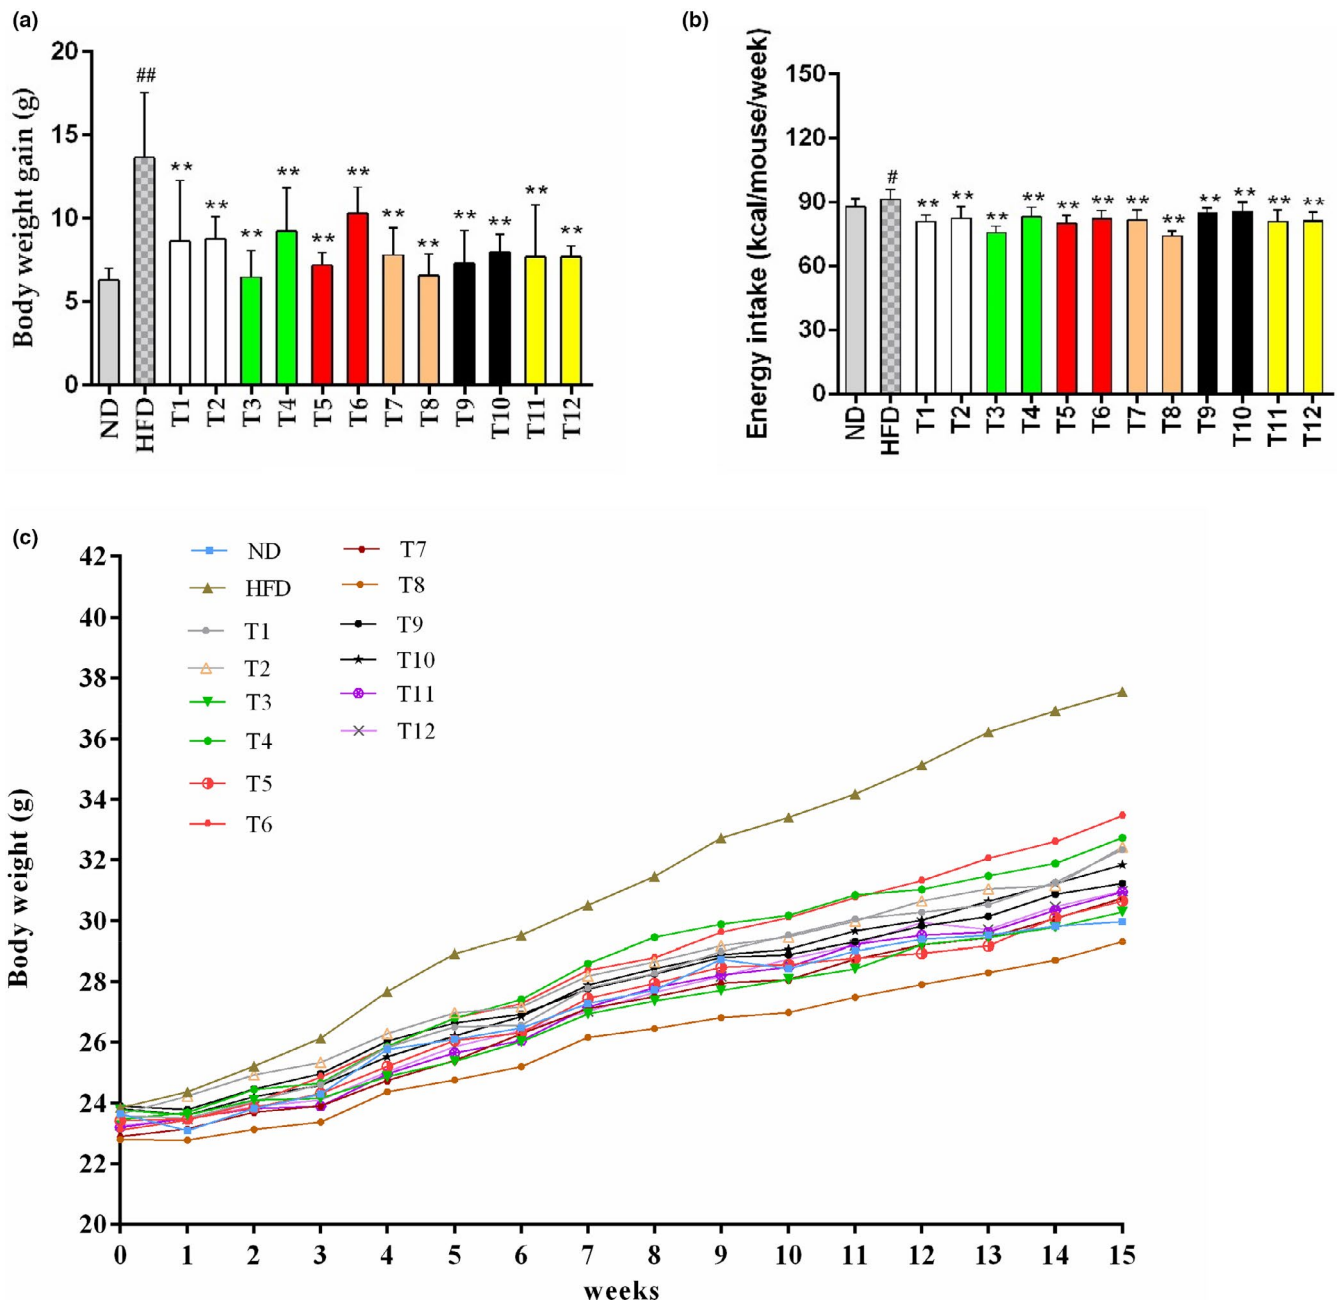 (a)
Body weight gain (g)
20
15
10
5
0
##
**
**
**
**
**
**
**
**
**
**
**
**
ND
HFD
T1
T2
T3
T4
T5
T6
T7
T8
T9
T10
T11
T12
(b)
Energy intake (kcal/mouse/week)
150
120
90
60
30
0
#
**
**
**
**
**
**
**
**
**
**
**
**
ND
HFD
T1
T2
T3
T4
T5
T6
T7
T8
T9
T10
T11
T12
(c)
Body weight (g)
42
40
38
36
34
32
30
28
26
24
22
20
ND
HFD
T1
T2
T3
T4
T5
T6
T7
T8
T9
T10
T11
T12
0 1 2 3 4 5 6 7 8 9 10 11 12 13 14 15
weeks